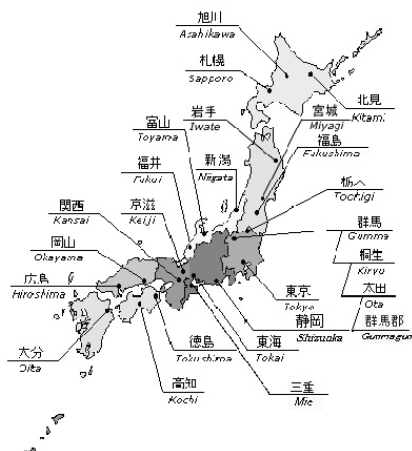 旭川
Asahikawa
札幌
Sapporo
北見
Kitami
岩手
Iwate
宮城
Miyagi
富山
Toyama
福島
Fukushima
福井
Fukui
新潟
Niigata
栃木
Tochigi
関西
Kansai
京滋
Keiji
群馬
Gumma
岡山
Okayama
桐生
Kiryu
広島
Hiroshima
東京
Tokyo
太田
Ota
静岡
Shizuoka
群馬郡
大分
Oita
徳島
Tokushima
東海
Tokai
高知
Kochi
三重
Mie